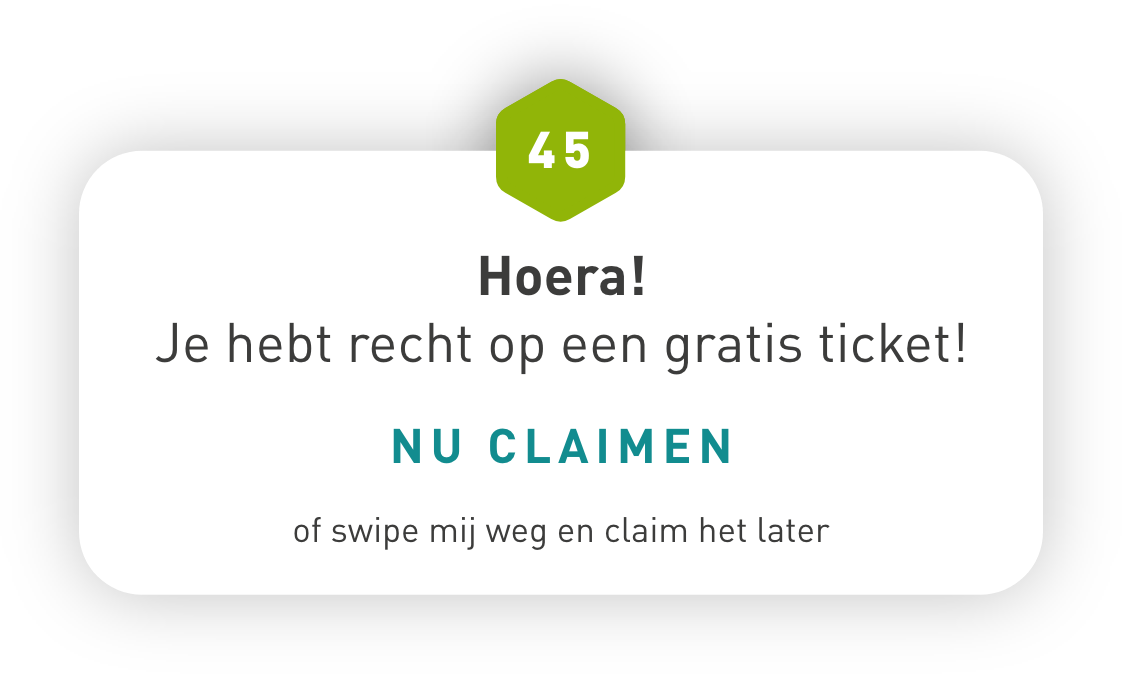 45
Hoera!
Je hebt recht op een gratis ticket!
NU CLAIMEN
of swipe mij weg en claim het later